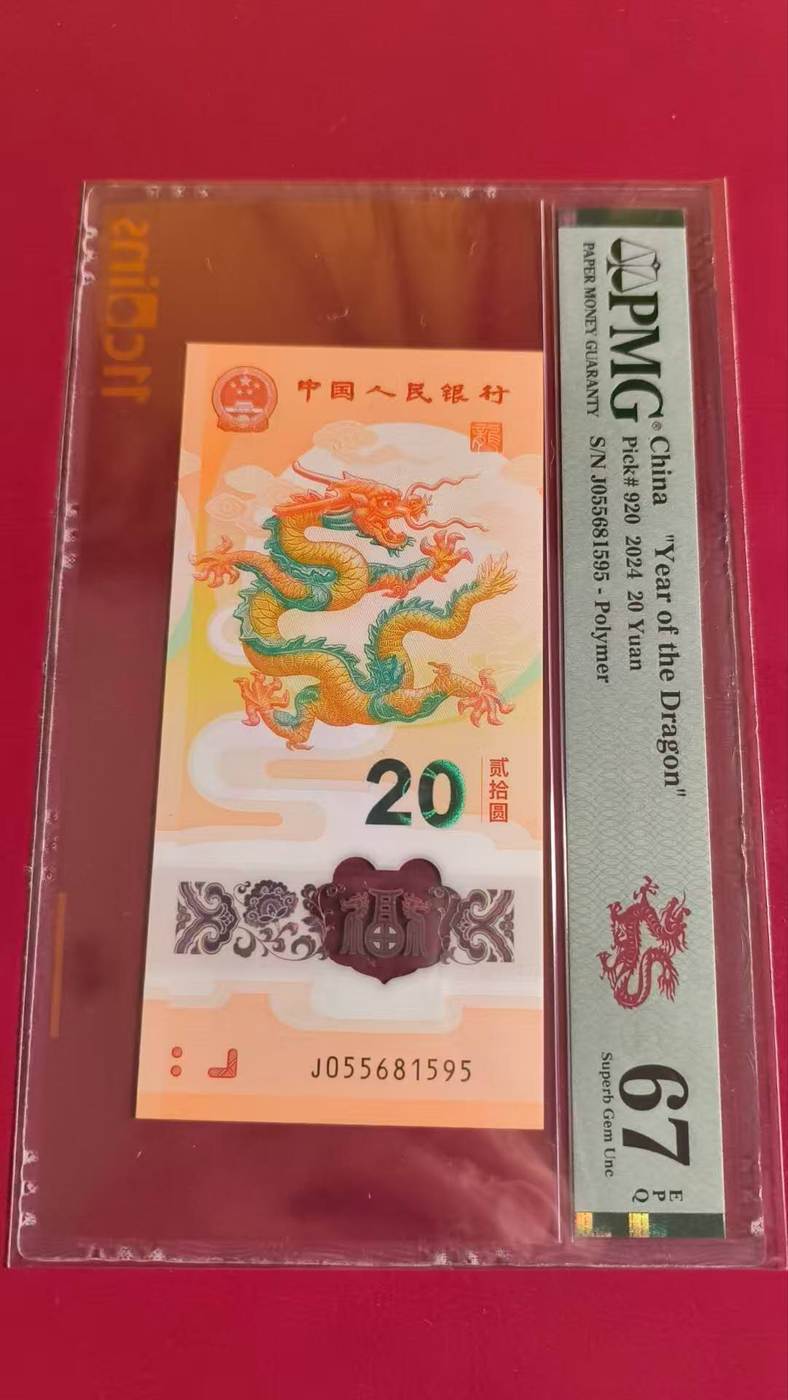 中国人民银行
龍
20
贰拾圆
J055681595
PMG®
PAPER MONEY GUARANTY
China "Year of the Dragon"
Pick# 920 2024 20 Yuan
S/N J055681595 - Polymer
67
EPQ
Superb Gem Unc